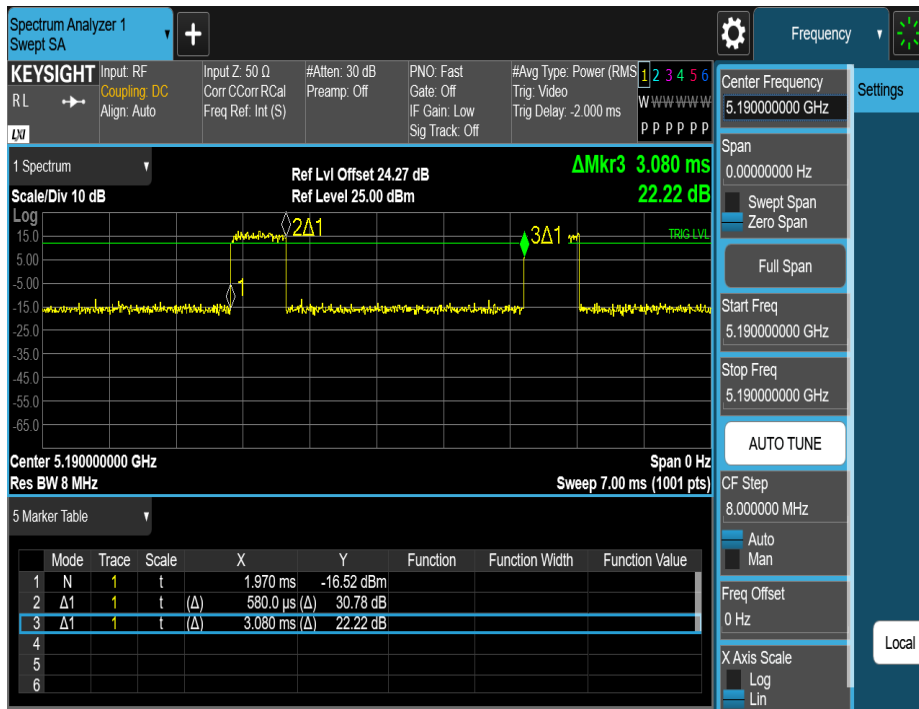 Spectrum Analyzer 1
Swept SA
+
Frequency
KEYSIGHT
RL
LXI
Input: RF
Coupling: DC
Align: Auto
Input Z: 50 Ω
Corr CCorr RCal
Freq Ref: Int (S)
#Atten: 30 dB
Preamp: Off
PNO: Fast
Gate: Off
IF Gain: Low
Sig Track: Off
#Avg Type: Power (RMS
Trig: Video
Trig Delay: -2.000 ms
1 2 3 4 5 6
W W W W W W
P P P P P P
Center Frequency
5.190000000 GHz
Settings
Span
0.00000000 Hz
Swept Span
Zero Span
Full Span
Start Freq
5.190000000 GHz
Stop Freq
5.190000000 GHz
AUTO TUNE
CF Step
8.000000 MHz
Auto
Man
Freq Offset
0 Hz
X Axis Scale
Log
Lin
Local
1 Spectrum
Scale/Div 10 dB
Ref Lvl Offset 24.27 dB
Ref Level 25.00 dBm
ΔMkr3 3.080 ms
22.22 dB
Log
15.0
5.00
-5.00
-15.0
-25.0
-35.0
-45.0
-55.0
-65.0
1
2Δ1
3Δ1
TRIG LVL
Center 5.190000000 GHz
Span 0 Hz
Res BW 8 MHz
Sweep 7.00 ms (1001 pts)
5 Marker Table
Mode Trace Scale X Y Function Function Width Function Value
1 N 1 t 1.970 ms -16.52 dBm
2 Δ1 1 t (Δ) 580.0 µs (Δ) 30.78 dB
3 Δ1 1 t (Δ) 3.080 ms (Δ) 22.22 dB
4
5
6